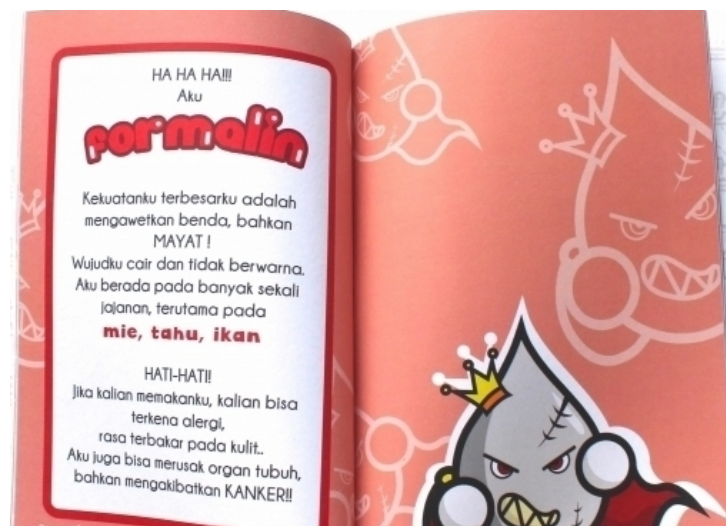 HA HA HA!!!
Aku
formalin
Kekuatanku terbesarku adalah
mengawetkan benda, bahkan
MAYAT !
Wujudku cair dan tidak berwarna.
Aku berada pada banyak sekali
jajanan, terutama pada
mie, tahu, ikan
HATI-HATI!
Jika kalian memakanku, kalian bisa
terkena alergi,
rasa terbakar pada kulit..
Aku juga bisa merusak organ tubuh,
bahkan mengakibatkan KANKER!!